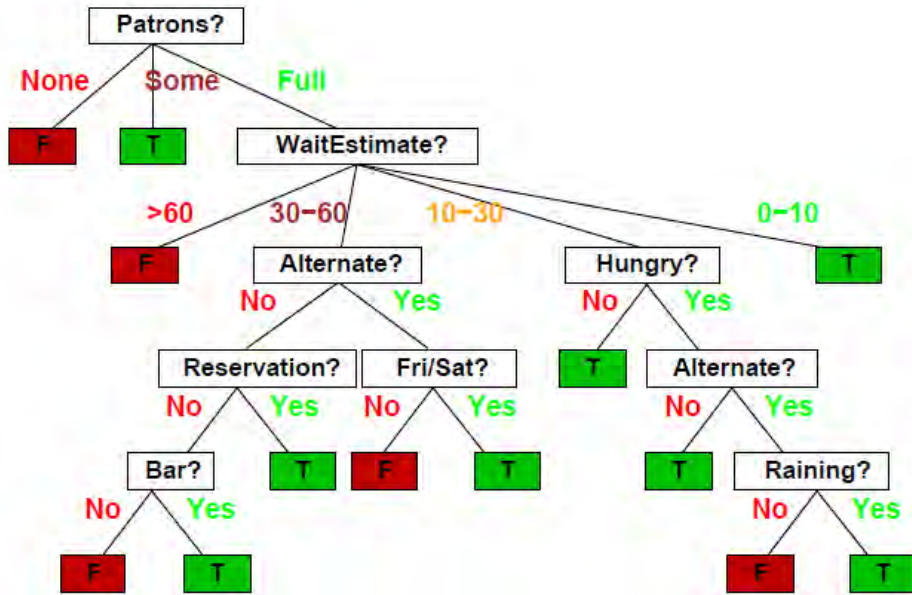 Patrons?
None Some Full
F T WaitEstimate?
>60 30−60 10−30 0−10
F Alternate? Hungry? T
No Yes No Yes
Reservation? Fri/Sat? T Alternate?
No Yes No Yes No Yes
Bar? T F T T Raining?
No Yes No Yes
F T F T